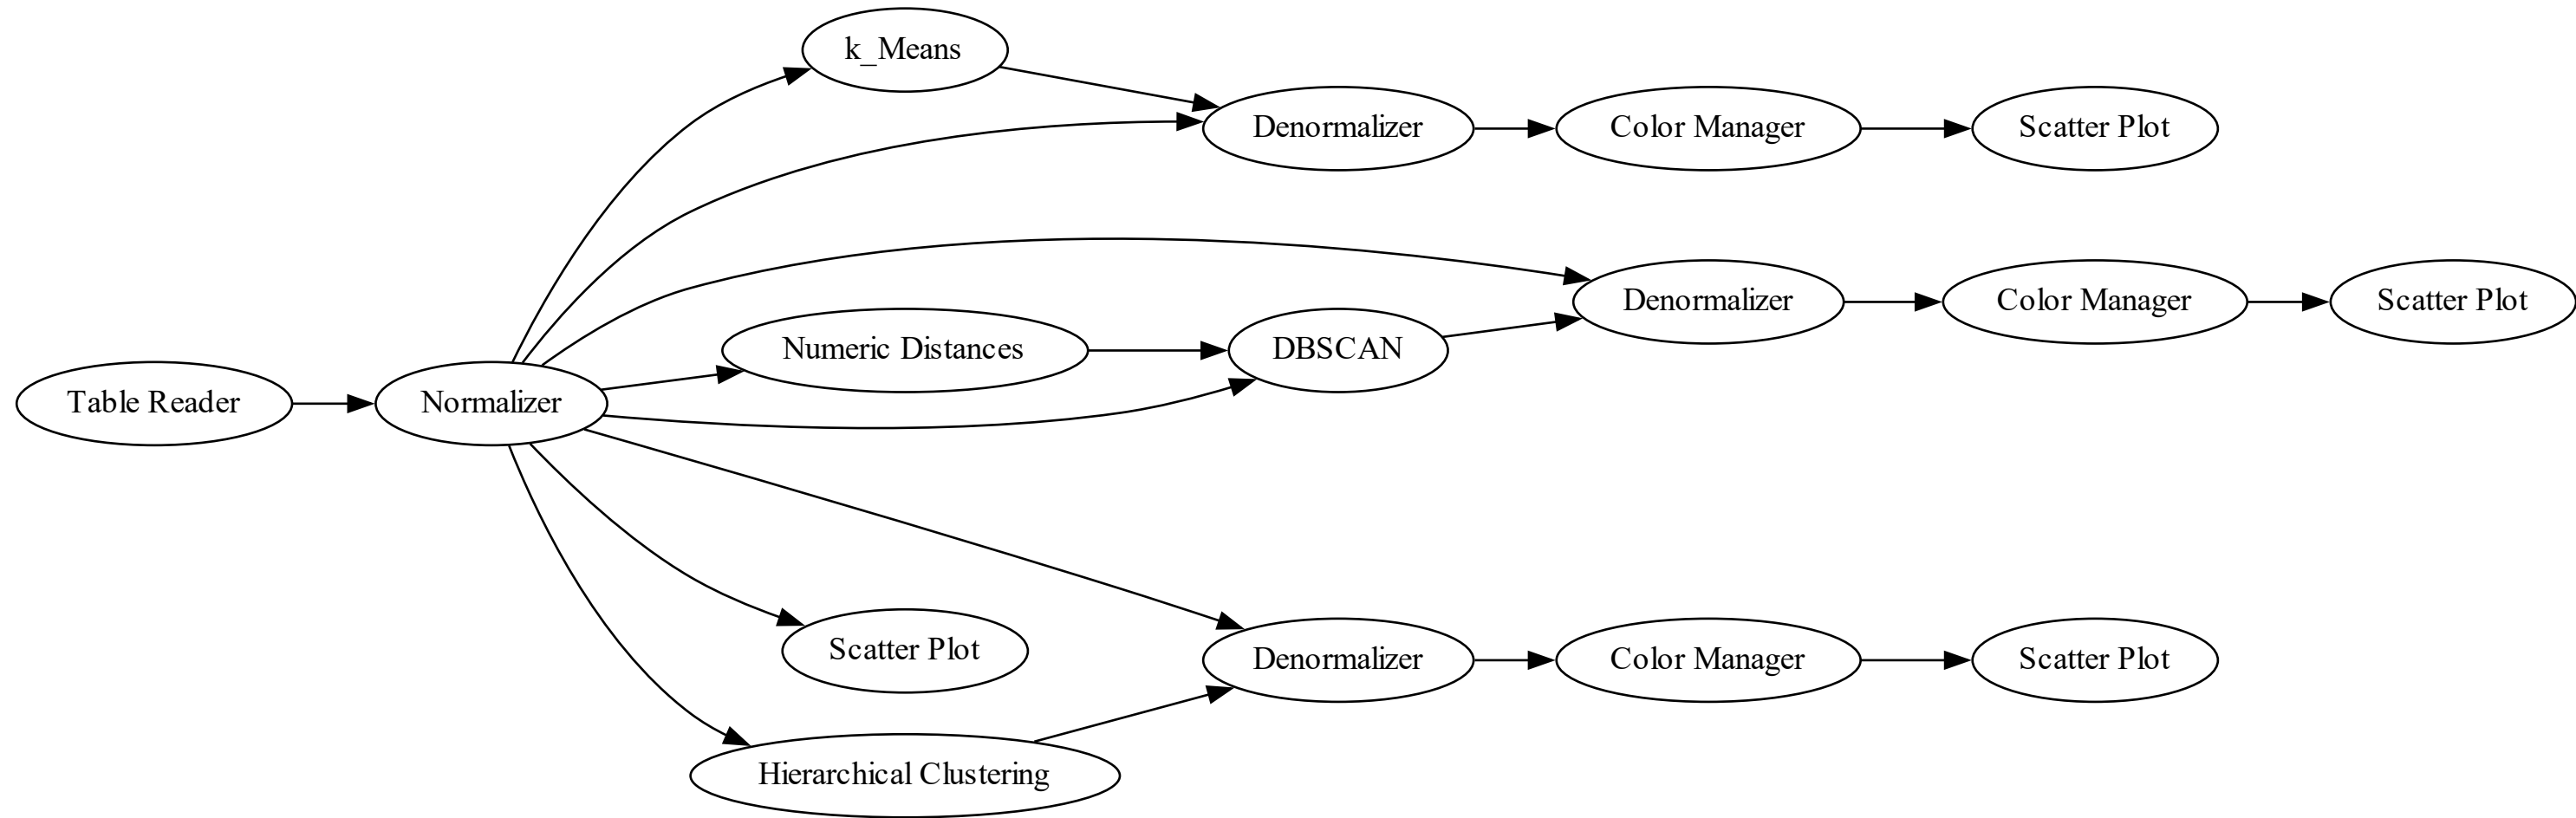 k_Means
Denormalizer
Color Manager
Scatter Plot
Denormalizer
Color Manager
Scatter Plot
Numeric Distances
DBSCAN
Table Reader
Normalizer
Scatter Plot
Denormalizer
Color Manager
Scatter Plot
Hierarchical Clustering